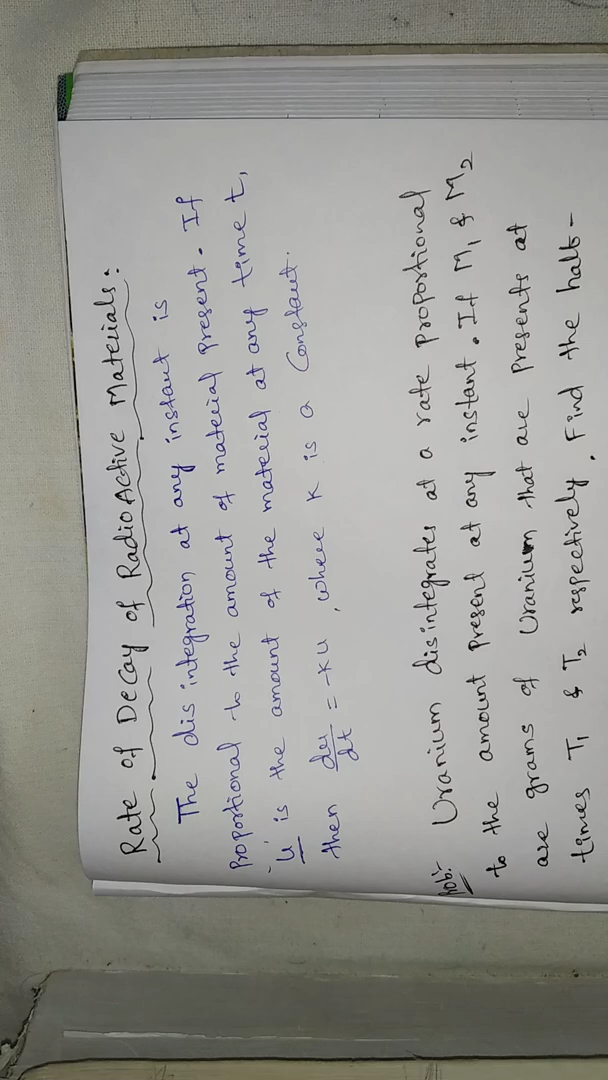 Rate of Decay of RadioActive Materials:
The disintegration at any instant is
Proportional to the amount of material present. If
'u' is the amount of the material at any time t,
then du/dt = -Ku, where K is a Constant.
Prob:- Uranium disintegrates at a rate proportional
to the amount present at any instant. If M1 & M2
are grams of Uranium that are presents at
times T1 & T2 respectively. Find the half-